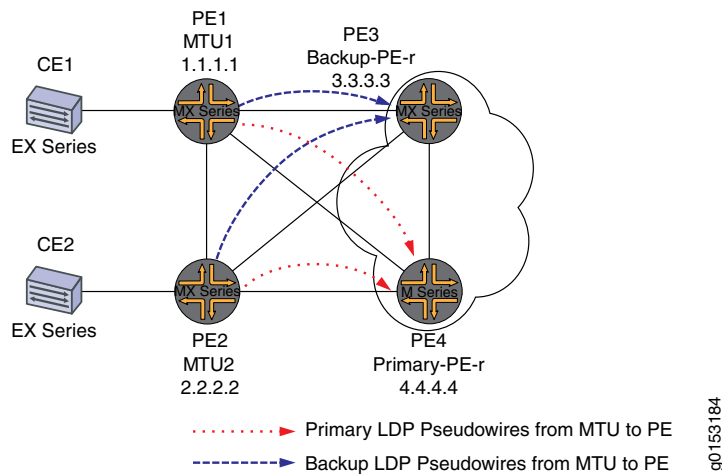 PE1
MTU1
1.1.1.1
PE3
Backup-PE-r
3.3.3.3
CE1
MX Series
MX Series
EX Series
CE2
MX Series
M Series
EX Series
PE2
MTU2
2.2.2.2
PE4
Primary-PE-r
4.4.4.4
Primary LDP Pseudowires from MTU to PE
Backup LDP Pseudowires from MTU to PE
g0153184